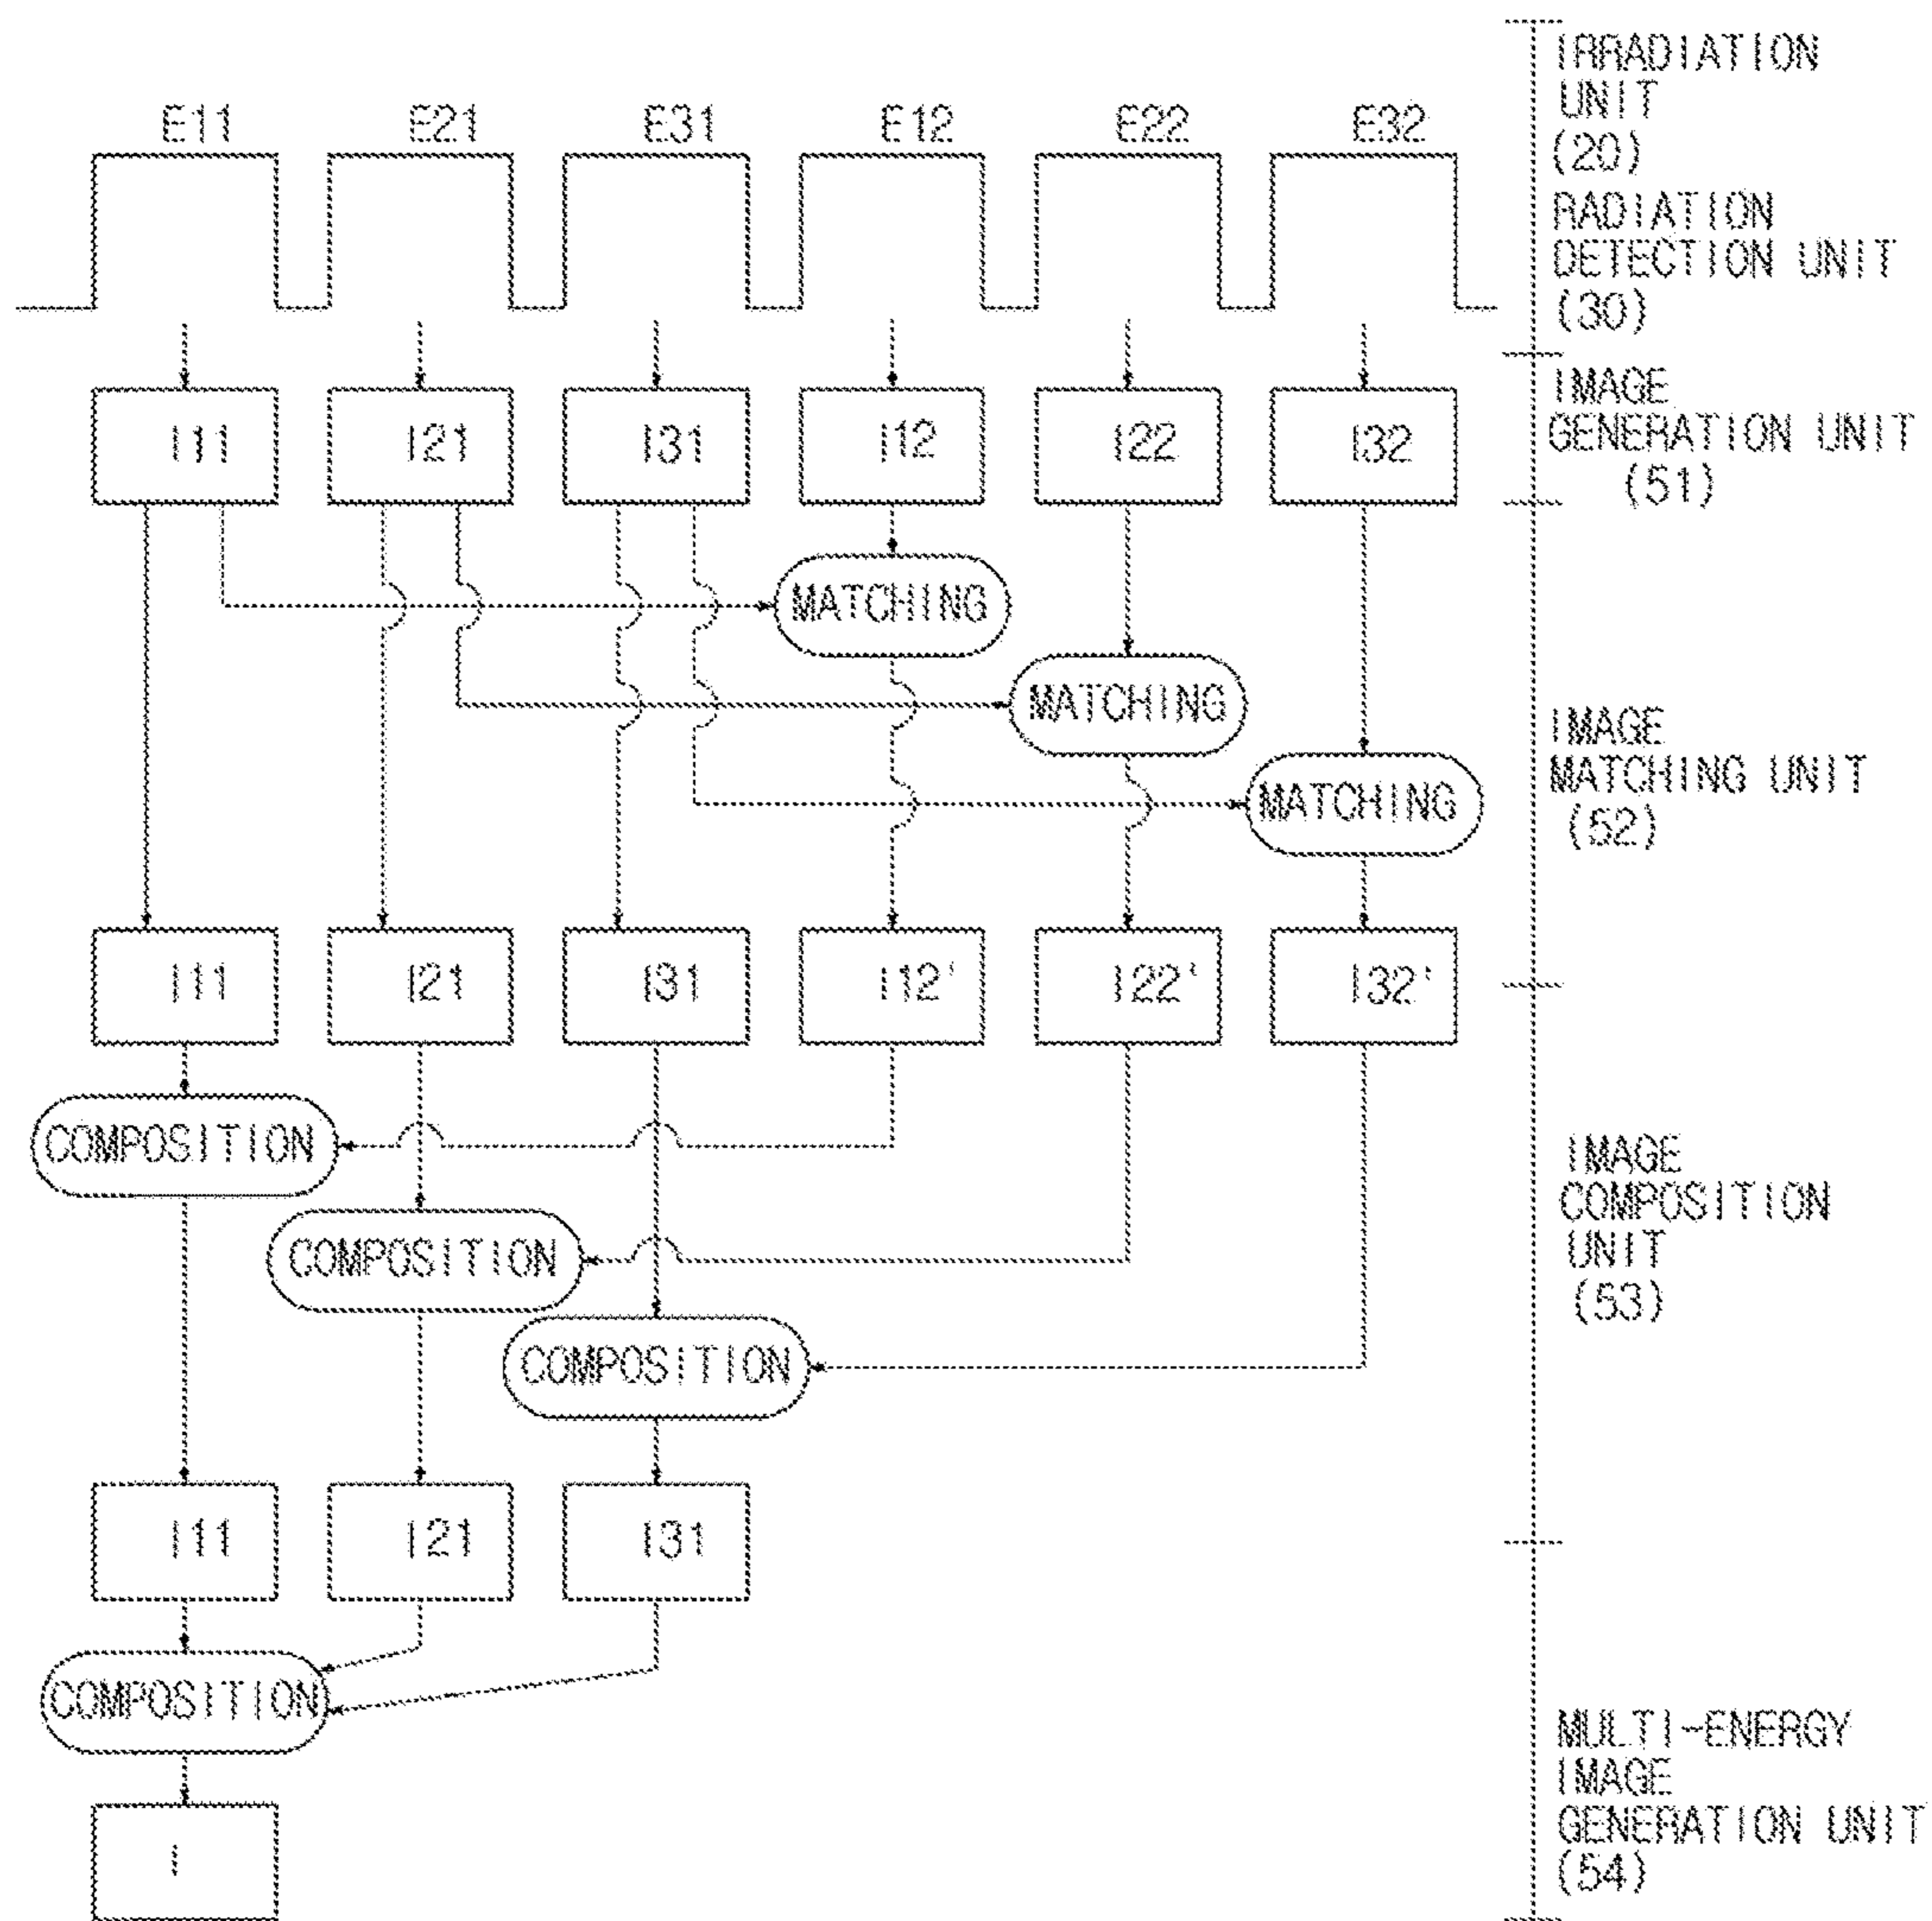 E11 E21 E31 E12 E22 E32
IRRADIATION
UNIT
(20)
RADIATION
DETECTION UNIT
(30)
I11 I21 I31 I12 I22 I32
IMAGE
GENERATION UNIT
(51)
MATCHING
MATCHING
MATCHING
IMAGE
MATCHING UNIT
(52)
I11 I21 I31 I12' I22' I32'
COMPOSITION
COMPOSITION
COMPOSITION
IMAGE
COMPOSITION
UNIT
(53)
I11 I21 I31
COMPOSITION
I
MULTI-ENERGY
IMAGE
GENERATION UNIT
(54)